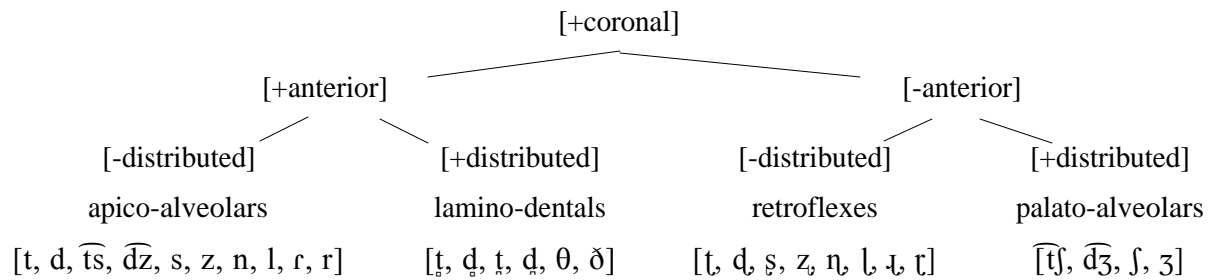 [+coronal]
[+anterior] [-anterior]
[-distributed] [+distributed] [-distributed] [+distributed]
apico-alveolars lamino-dentals retroflexes palato-alveolars
[t, d, t͡s, d͡z, s, z, n, l, ɾ, r] [t̻̪, d̻̪, t̪, d̪, θ, ð] [ʈ, ɖ, ʂ, ʐ, ɳ, ɭ, ɻ, ɽ] [t͡ʃ, d͡ʒ, ʃ, ʒ]